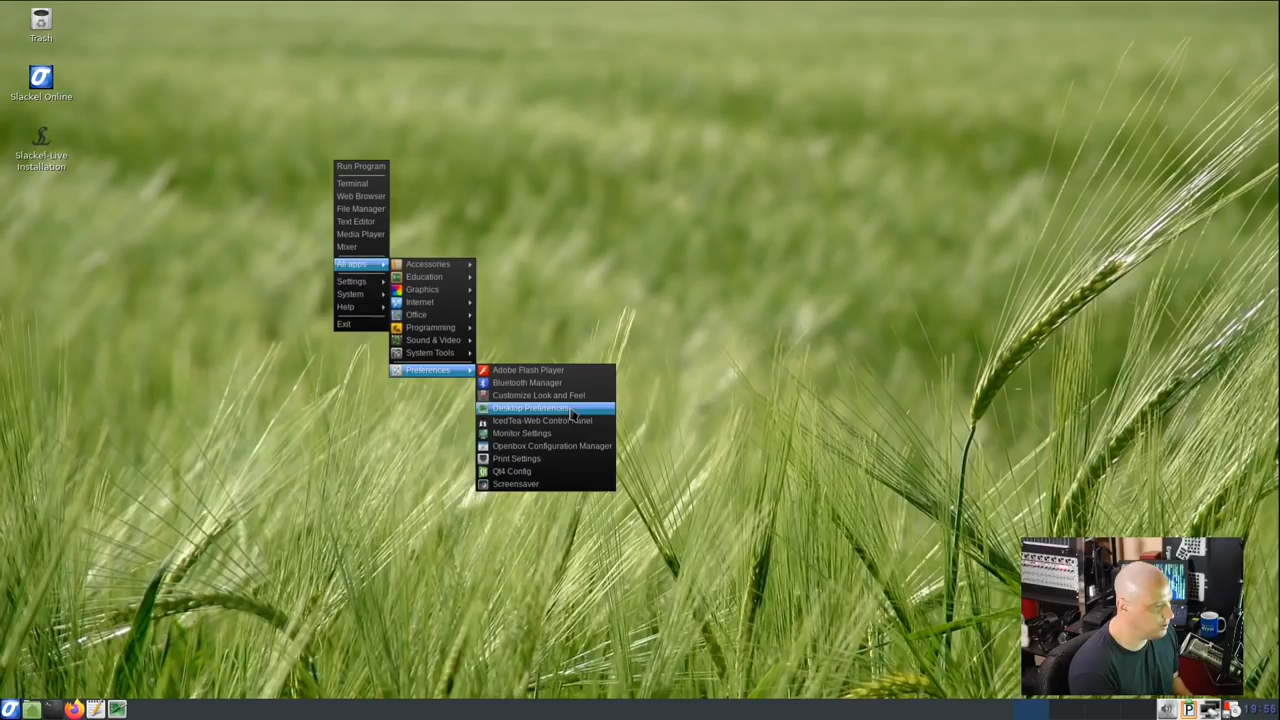 Trash
Slackel Online
Slackel-Live
Installation
Run Program
Terminal
Web Browser
File Manager
Text Editor
Media Player
Mixer
All apps
Settings
System
Help
Exit
Accessories
Education
Graphics
Internet
Office
Programming
Sound & Video
System Tools
Preferences
Adobe Flash Player
Bluetooth Manager
Customize Look and Feel
Desktop Preferences
IcedTea-Web Control Panel
Monitor Settings
Openbox Configuration Manager
Print Settings
Qt4 Config
Screensaver
19:56